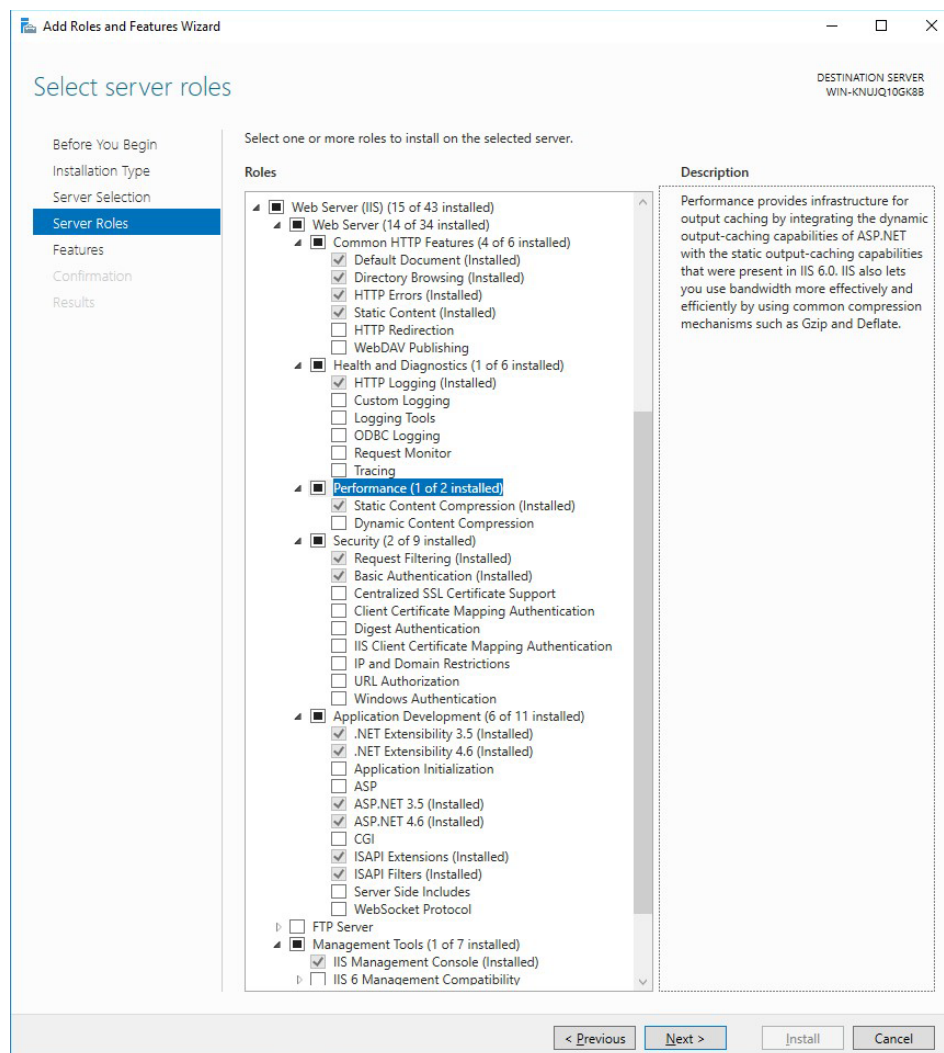 Add Roles and Features Wizard
Select server roles
DESTINATION SERVER
WIN-KNUJQ10GK8B
Before You Begin
Installation Type
Server Selection
Server Roles
Features
Confirmation
Results
Select one or more roles to install on the selected server.
Roles
Web Server (IIS) (15 of 43 installed)
Web Server (14 of 34 installed)
Common HTTP Features (4 of 6 installed)
Default Document (Installed)
Directory Browsing (Installed)
HTTP Errors (Installed)
Static Content (Installed)
HTTP Redirection
WebDAV Publishing
Health and Diagnostics (1 of 6 installed)
HTTP Logging (Installed)
Custom Logging
Logging Tools
ODBC Logging
Request Monitor
Tracing
Performance (1 of 2 installed)
Static Content Compression (Installed)
Dynamic Content Compression
Security (2 of 9 installed)
Request Filtering (Installed)
Basic Authentication (Installed)
Centralized SSL Certificate Support
Client Certificate Mapping Authentication
Digest Authentication
IIS Client Certificate Mapping Authentication
IP and Domain Restrictions
URL Authorization
Windows Authentication
Application Development (6 of 11 installed)
.NET Extensibility 3.5 (Installed)
.NET Extensibility 4.6 (Installed)
Application Initialization
ASP
ASP.NET 3.5 (Installed)
ASP.NET 4.6 (Installed)
CGI
ISAPI Extensions (Installed)
ISAPI Filters (Installed)
Server Side Includes
WebSocket Protocol
FTP Server
Management Tools (1 of 7 installed)
IIS Management Console (Installed)
IIS 6 Management Compatibility
Description
Performance provides infrastructure for
output caching by integrating the dynamic
output-caching capabilities of ASP.NET
with the static output-caching capabilities
that were present in IIS 6.0. IIS also lets
you use bandwidth more effectively and
efficiently by using common compression
mechanisms such as Gzip and Deflate.
< Previous
Next >
Install
Cancel